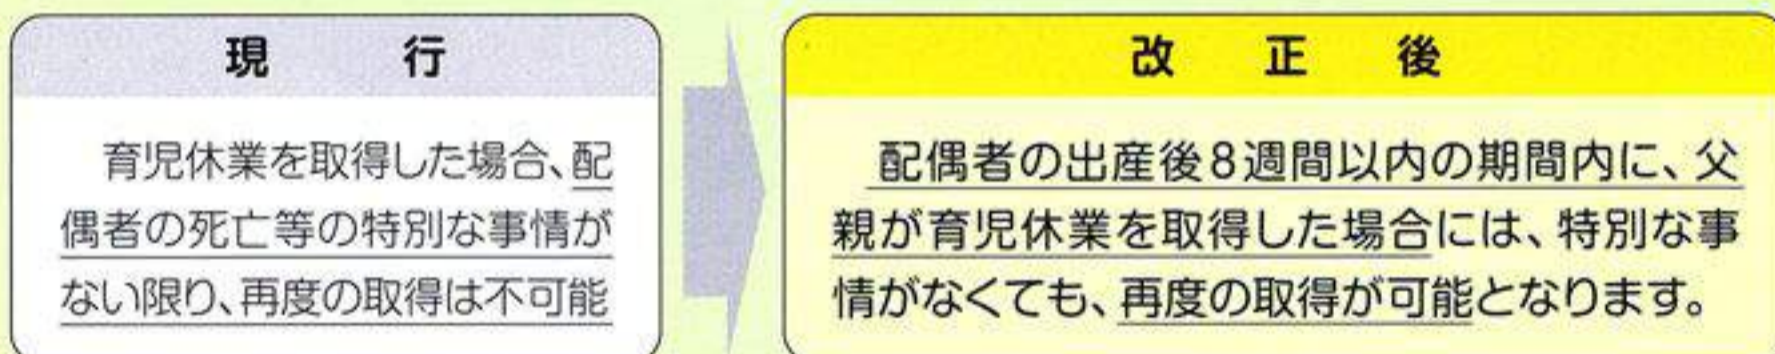 現 行
育児休業を取得した場合、配
偶者の死亡等の特別な事情が
ない限り、再度の取得は不可能
改 正 後
配偶者の出産後8週間以内の期間内に、父
親が育児休業を取得した場合には、特別な事
情がなくても、再度の取得が可能となります。